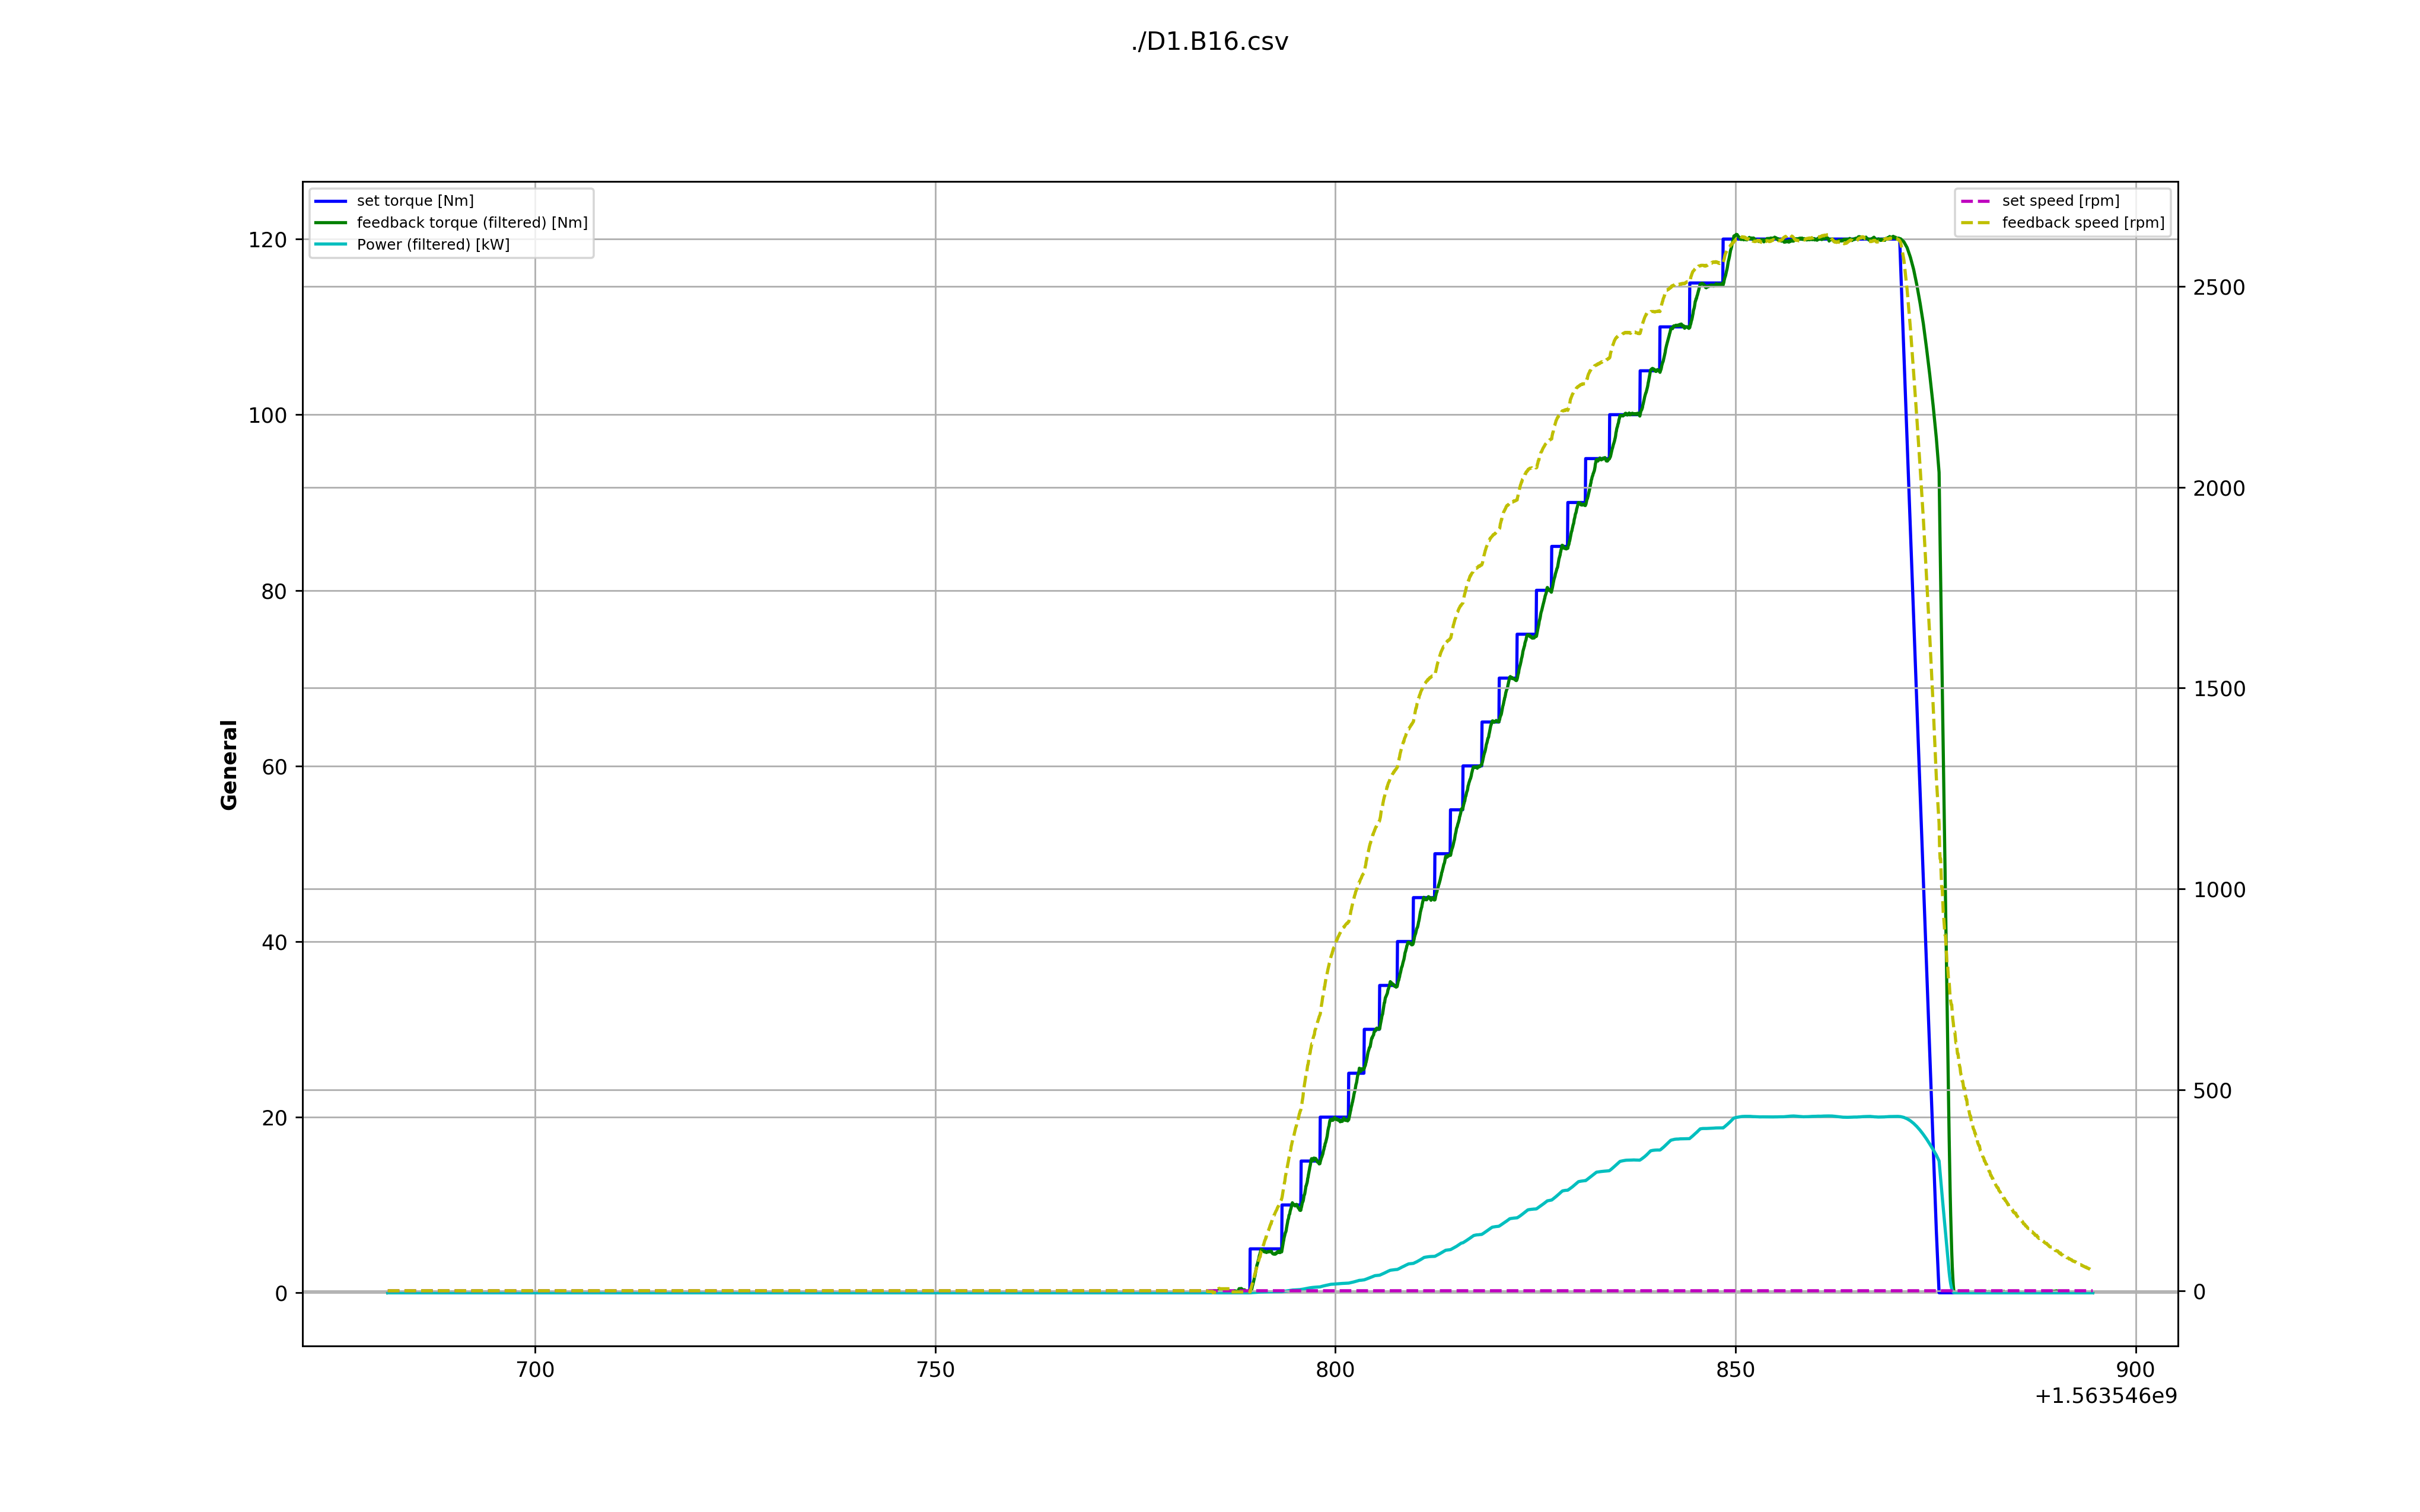 ./D1.B16.csv
set torque [Nm]
feedback torque (filtered) [Nm]
Power (filtered) [kW]
set speed [rpm]
feedback speed [rpm]
General
120
100
80
60
40
20
0
2500
2000
1500
1000
500
0
700
750
800
850
900
+1.563546e9